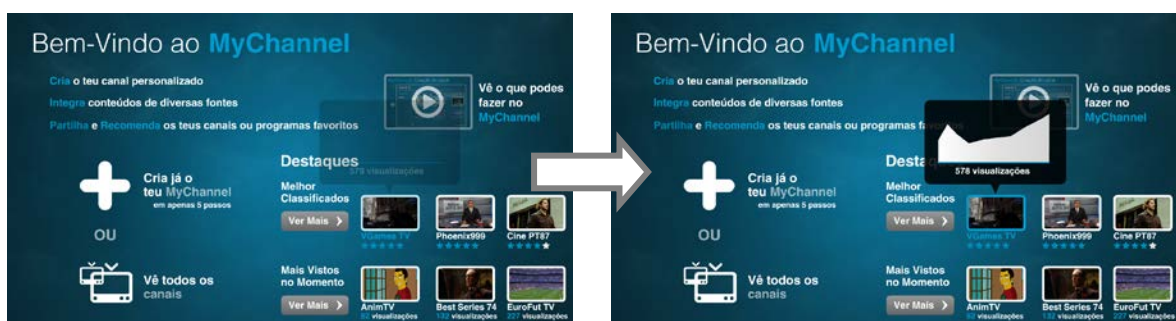 Bem-Vindo ao MyChannel
Cria o teu canal personalizado
Integra conteúdos de diversas fontes
Partilha e Recomenda os teus canais ou programas favoritos
Vê o que podes
fazer no
MyChannel
Cria já o
teu MyChannel
em apenas 5 passos
OU
Vê todos os
canais
Destaques
578 visualizações
Melhor
Classificados
Ver Mais
VGames TV
Phoenix999
Cine PT87
Mais Vistos
no Momento
Ver Mais
AnimTV
92 visualizações
Best Series 74
132 visualizações
EuroFut TV
227 visualizações
Bem-Vindo ao MyChannel
Cria o teu canal personalizado
Integra conteúdos de diversas fontes
Partilha e Recomenda os teus canais ou programas favoritos
Vê o que podes
fazer no
MyChannel
Cria já o
teu MyChannel
em apenas 5 passos
OU
Vê todos os
canais
Destaques
578 visualizações
Melhor
Classificados
Ver Mais
VGames TV
Phoenix999
Cine PT87
Mais Vistos
no Momento
Ver Mais
AnimTV
92 visualizações
Best Series 74
132 visualizações
EuroFut TV
227 visualizações